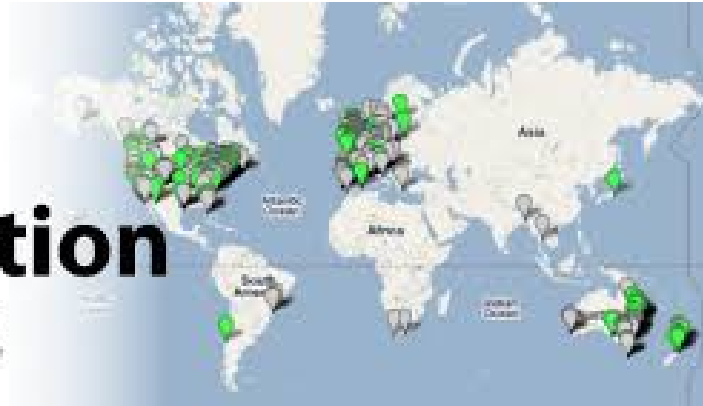 Asia
Atlantic
Ocean
Africa
tion
South
America
Indian
Ocean